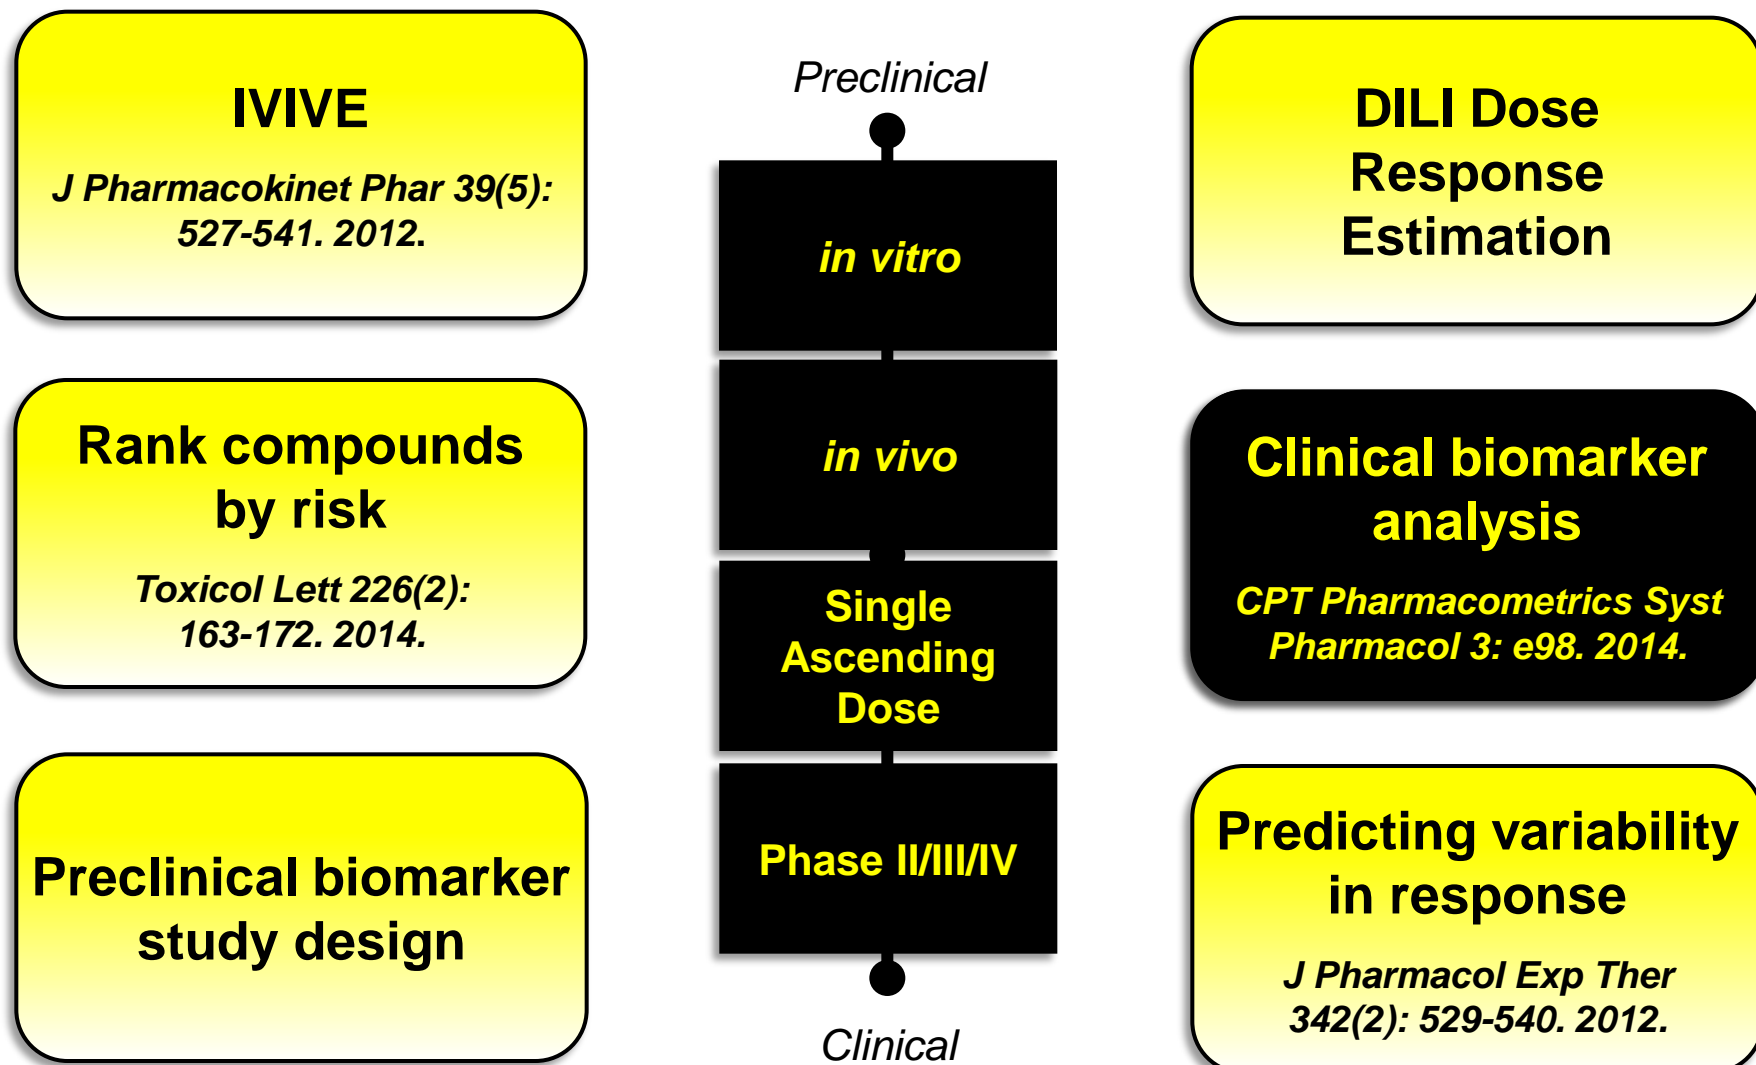 IVIVE
J Pharmacokinet Phar 39(5):
527-541. 2012.
Rank compounds
by risk
Toxicol Lett 226(2):
163-172. 2014.
Preclinical biomarker
study design
Preclinical
in vitro
in vivo
Single
Ascending
Dose
Phase II/III/IV
Clinical
DILI Dose
Response
Estimation
Clinical biomarker
analysis
CPT Pharmacometrics Syst
Pharmacol 3: e98. 2014.
Predicting variability
in response
J Pharmacol Exp Ther
342(2): 529-540. 2012.